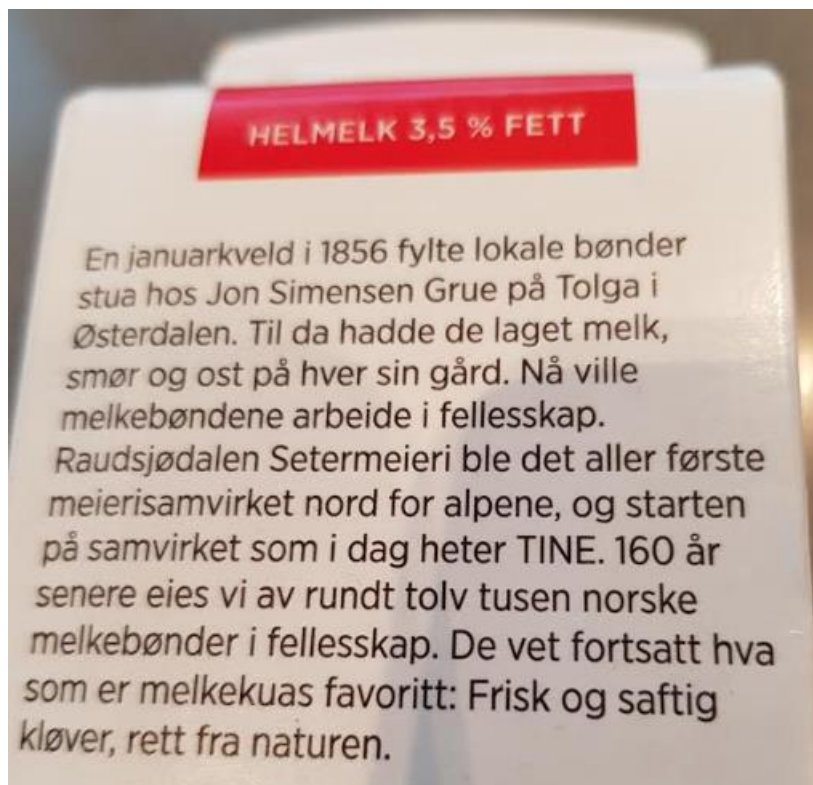 HELMELK 3,5 % FETT
En januarkveld i 1856 fylte lokale bønder
stua hos Jon Simensen Grue på Tolga i
Østerdalen. Til da hadde de laget melk,
smør og ost på hver sin gård. Nå ville
melkebøndene arbeide i fellesskap.
Raudsjødalen Setermeieri ble det aller første
meierisamvirket nord for alpene, og starten
på samvirket som i dag heter TINE. 160 år
senere eies vi av rundt tolv tusen norske
melkebønder i fellesskap. De vet fortsatt hva
som er melkekuas favoritt: Frisk og saftig
kløver, rett fra naturen.